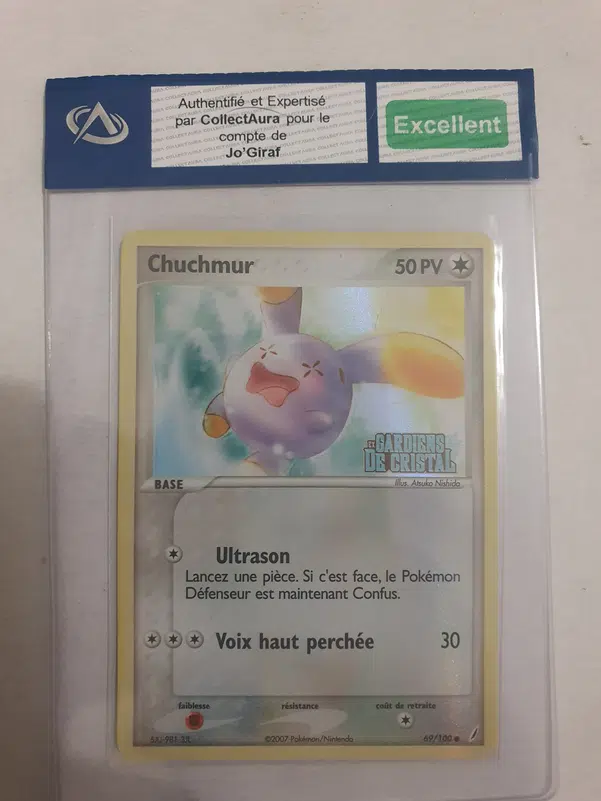 Authentifié et Expertisé
par CollectAura pour le
compte de
Jo'Giraf
Excellent
Chuchmur
50 PV
EX GARDIENS
DE CRISTAL
BASE
Illus. Atsuko Nishida
Ultrason
Lancez une pièce. Si c'est face, le Pokémon
Défenseur est maintenant Confus.
Voix haut perchée 30
faiblesse résistance coût de retraite
©2007 Pokémon/Nintendo
69/100